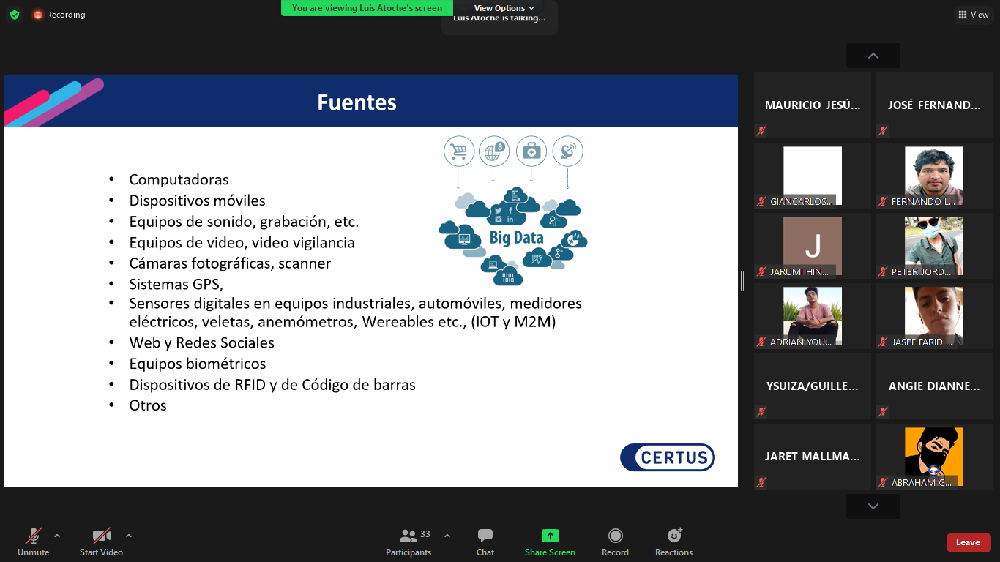 Recording
You are viewing Luis Atoche's screen
View Options
Luis Atoche is talking...
View
Fuentes
• Computadoras
• Dispositivos móviles
• Equipos de sonido, grabación, etc.
• Equipos de video, video vigilancia
• Cámaras fotográficas, scanner
• Sistemas GPS,
• Sensores digitales en equipos industriales, automóviles, medidores
eléctricos, veletas, anemómetros, Wereables etc., (IOT y M2M)
• Web y Redes Sociales
• Equipos biométricos
• Dispositivos de RFID y de Código de barras
• Otros
Big Data
CERTUS
MAURICIO JESÚ...
JOSÉ FERNAND...
GIANCARLOS...
FERNANDO L...
J
JARUMI HIN...
PETER JORD...
ADRIAN YOU...
JASEF FARID ...
YSUIZA/GUILLE...
ANGIE DIANNE...
JARET MALLMA...
ABRAHAM G...
Unmute
Start Video
Participants
33
Chat
Share Screen
Record
Reactions
Leave